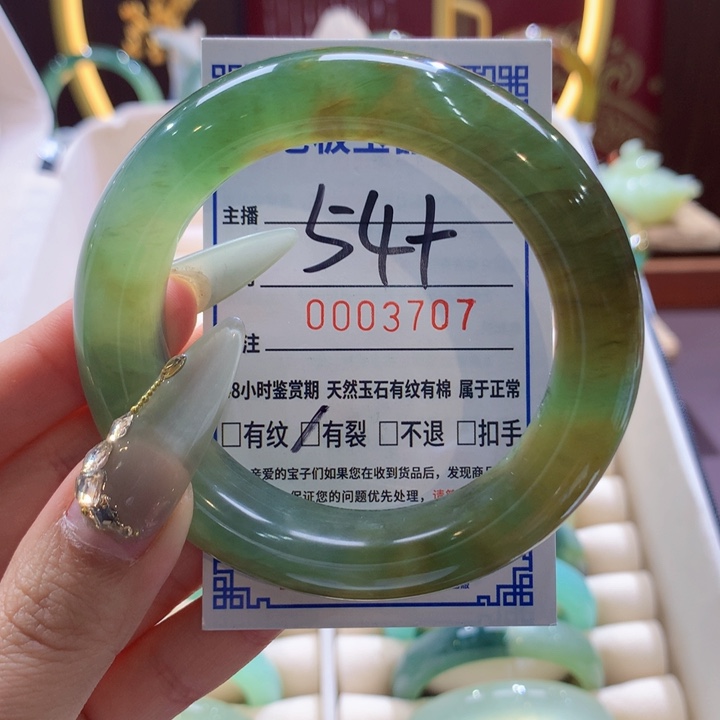 主播
54+
0003707
注
8小时鉴赏期 天然玉石有纹有棉 属于正常
□有纹 □有裂 □不退 □扣手
亲爱的宝子们如果您在收到货品后，发现商品
保证您的问题优先处理，请